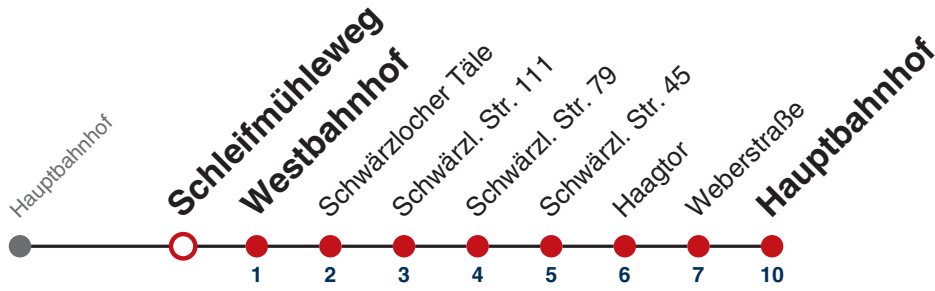 Hauptbahnhof
Schleifmühleweg
Westbahnhof
Schwärzlocher Täle
Schwärzl. Str. 111
Schwärzl. Str. 79
Schwärzl. Str. 45
Haagtor
Weberstraße
Hauptbahnhof
1 2 3 4 5 6 7 10